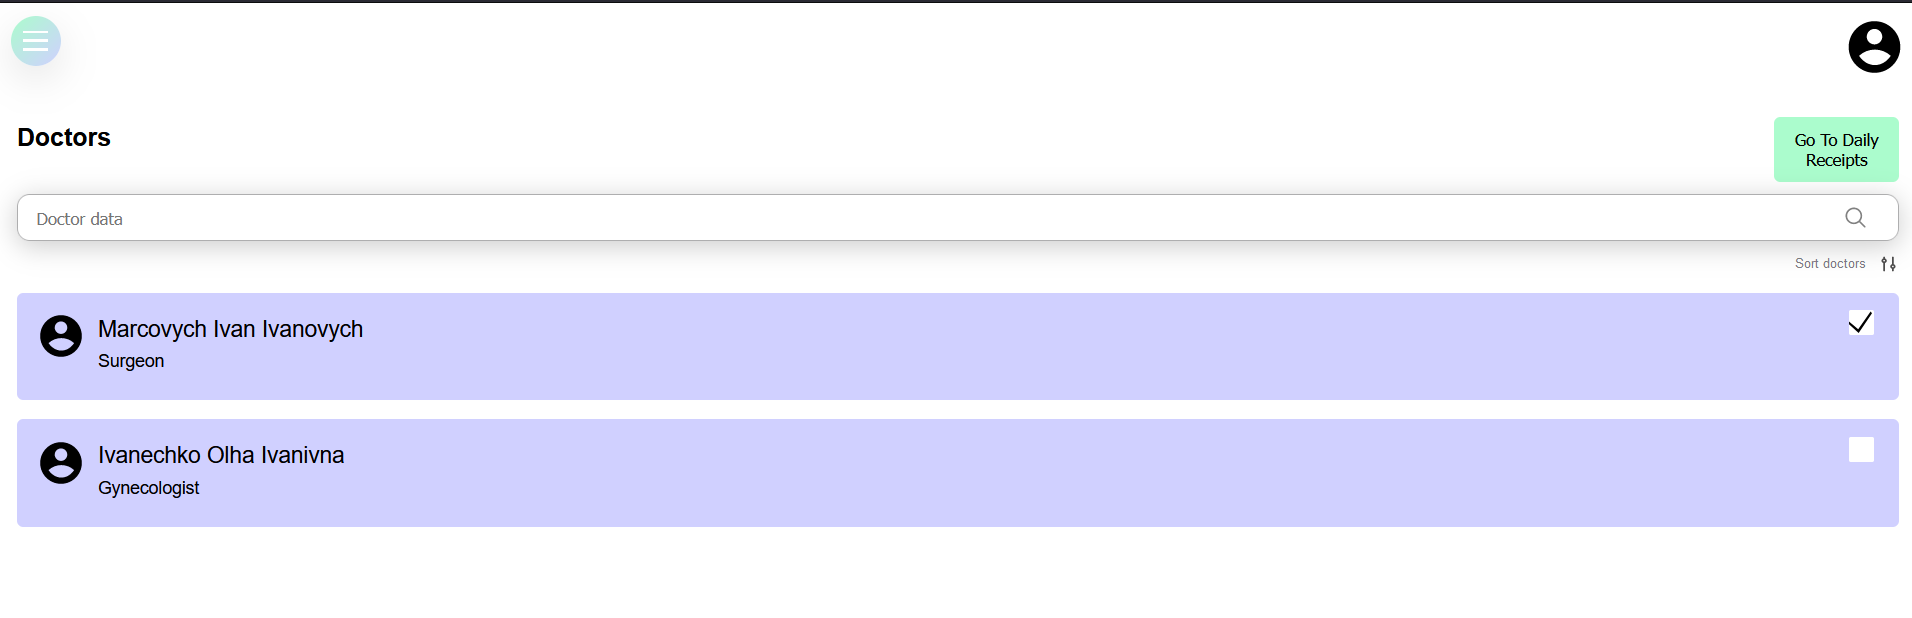 Doctors
Go To Daily
Receipts
Doctor data
Sort doctors
Marcovych Ivan Ivanovych
Surgeon
Ivanechko Olha Ivanivna
Gynecologist